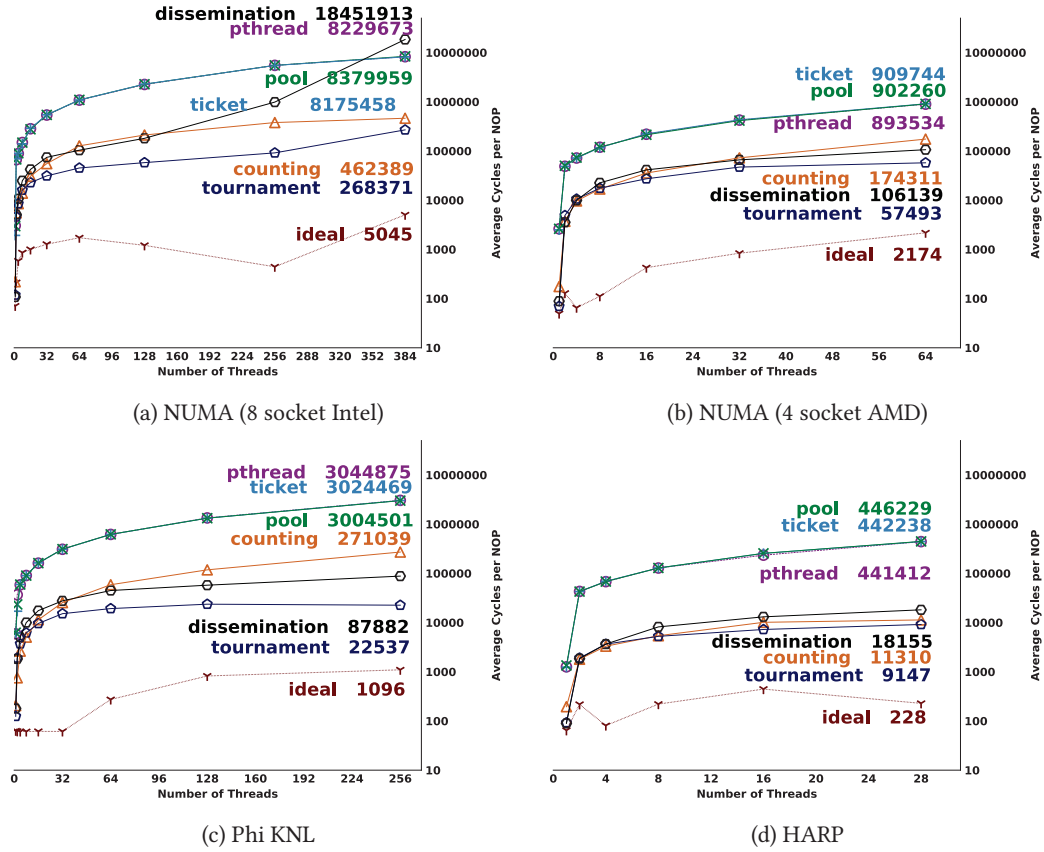 dissemination 18451913
pthread 8229673
pool 8379959
ticket 8175458
counting 462389
tournament 268371
ideal 5045
10000000
1000000
100000
10000
1000
100
10
Average Cycles per NOP
0 32 64 96 128 160 192 224 256 288 320 352 384
Number of Threads
(a) NUMA (8 socket Intel)
ticket 909744
pool 902260
pthread 893534
counting 174311
dissemination 106139
tournament 57493
ideal 2174
10000000
1000000
100000
10000
1000
100
10
Average Cycles per NOP
0 8 16 24 32 40 48 56 64
Number of Threads
(b) NUMA (4 socket AMD)
pthread 3044875
ticket 3024469
pool 3004501
counting 271039
dissemination 87882
tournament 22537
ideal 1096
10000000
1000000
100000
10000
1000
100
10
Average Cycles per NOP
0 32 64 96 128 160 192 224 256
Number of Threads
(c) Phi KNL
pool 446229
ticket 442238
pthread 441412
dissemination 18155
counting 11310
tournament 9147
ideal 228
10000000
1000000
100000
10000
1000
100
10
Average Cycles per NOP
0 4 8 12 16 20 24 28
Number of Threads
(d) HARP